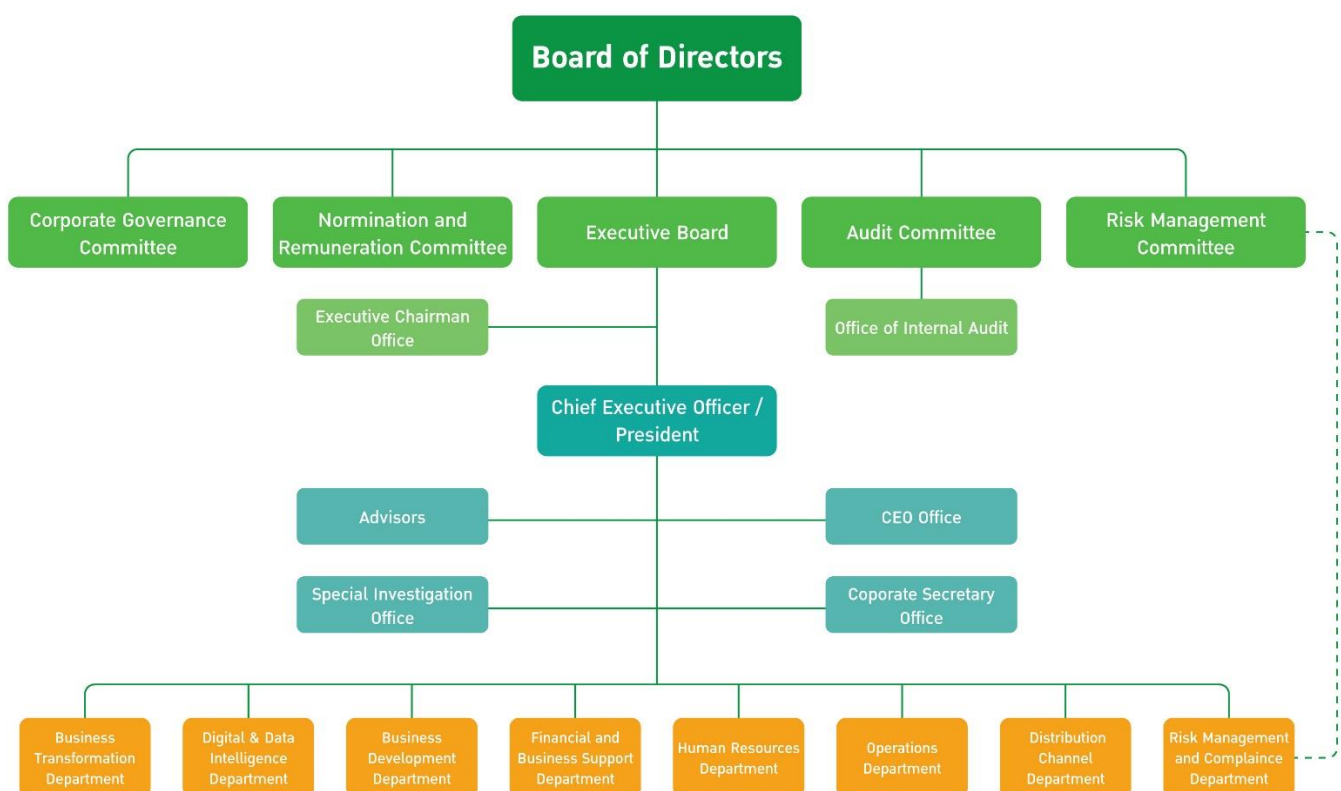 Board of Directors
Corporate Governance
Committee
Normination and
Remuneration Committee
Executive Board
Audit Committee
Risk Management
Committee
Executive Chairman
Office
Office of Internal Audit
Chief Executive Officer /
President
Advisors
CEO Office
Special Investigation
Office
Coporate Secretary
Office
Business
Transformation
Department
Digital & Data
Intelligence
Department
Business
Development
Department
Financial and
Business Support
Department
Human Resources
Department
Operations
Department
Distribution
Channel
Department
Risk Management
and Complaince
Department